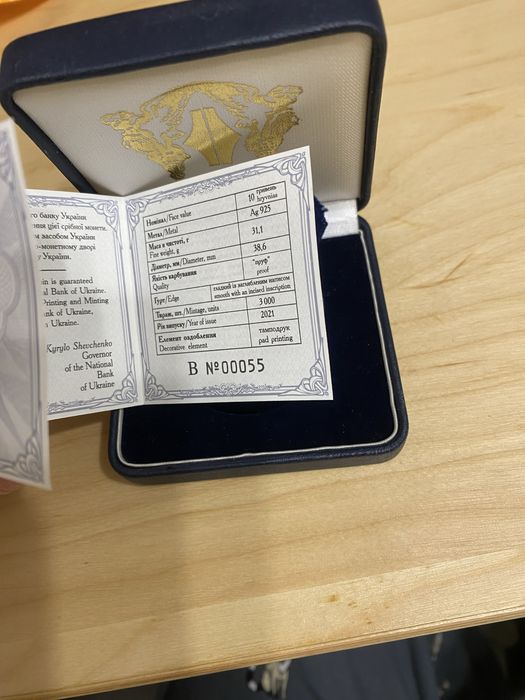 го банку України
ння цієї срібної монети.
м засобом України
о-монетному дворі
у України.
in is guaranteed
al Bank of Ukraine.
Printing and Minting
nk of Ukraine.
Ukraine.
Kyrylo Shevchenko
Governor
of the National
Bank
of Ukraine
Номінал/Face value 10 гривень hryvnias
Метал/Metal Ag 925
Маса в чистоті, г
Fine weight, g 31,1
Діаметр, мм/Diameter, mm 38,6
Якість карбування "пруф"
Quality proof
Гурт/Edge гладкий із заглибленим написом
smooth with an incised inscription
Тираж, шт./Mintage, units 3 000
Рік випуску/Year of issue 2021
Елемент оздоблення тамподрук
Decorative element pad printing
B №00055